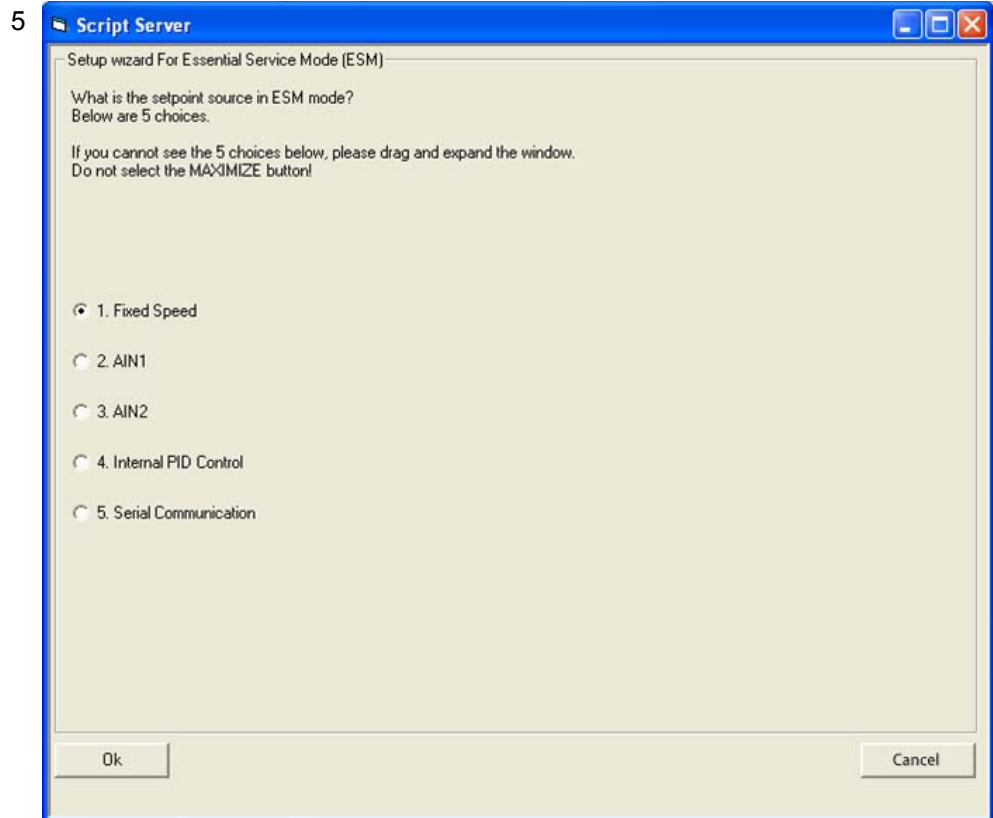 5
Script Server
Setup wizard For Essential Service Mode (ESM)
What is the setpoint source in ESM mode?
Below are 5 choices.
If you cannot see the 5 choices below, please drag and expand the window.
Do not select the MAXIMIZE button!
1. Fixed Speed
2. AIN1
3. AIN2
4. Internal PID Control
5. Serial Communication
Ok
Cancel